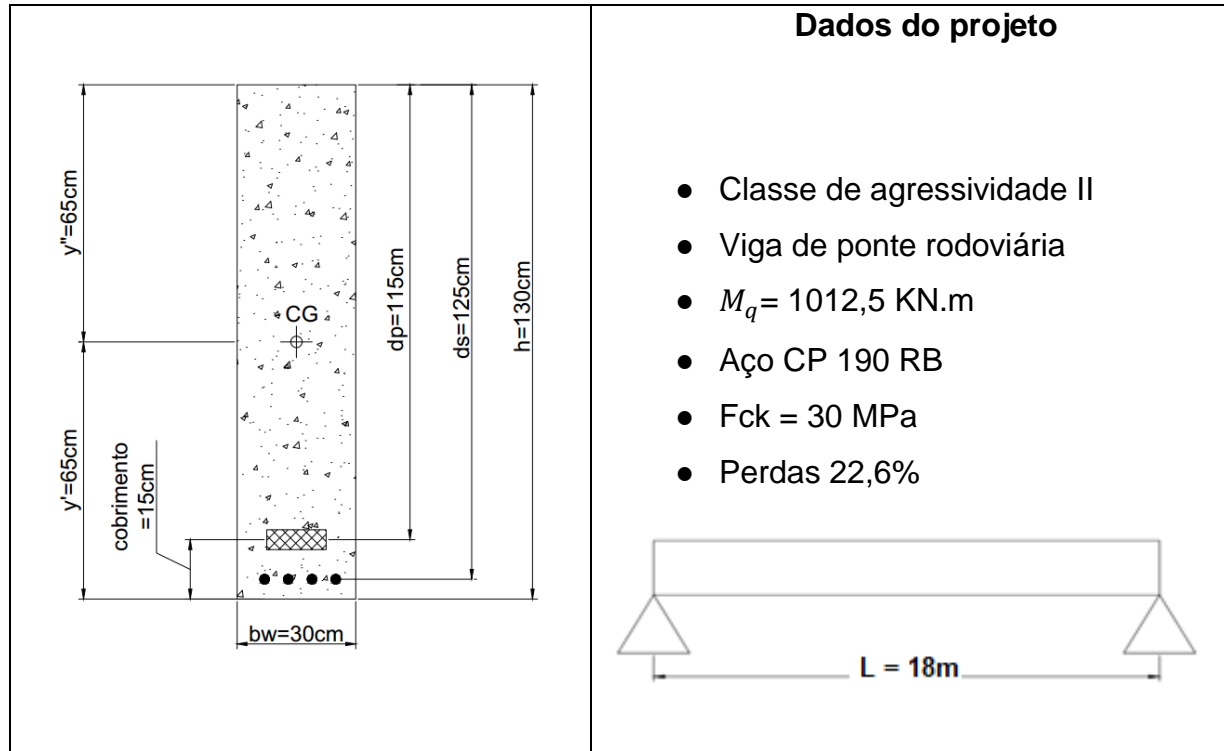 y"=65cm
CG
dp=115cm
ds=125cm
h=130cm
y'=65cm
cobrimento
=15cm
bw=30cm
Dados do projeto
● Classe de agressividade II
● Viga de ponte rodoviária
● M_q= 1012,5 KN.m
● Aço CP 190 RB
● Fck = 30 MPa
● Perdas 22,6%
L = 18m